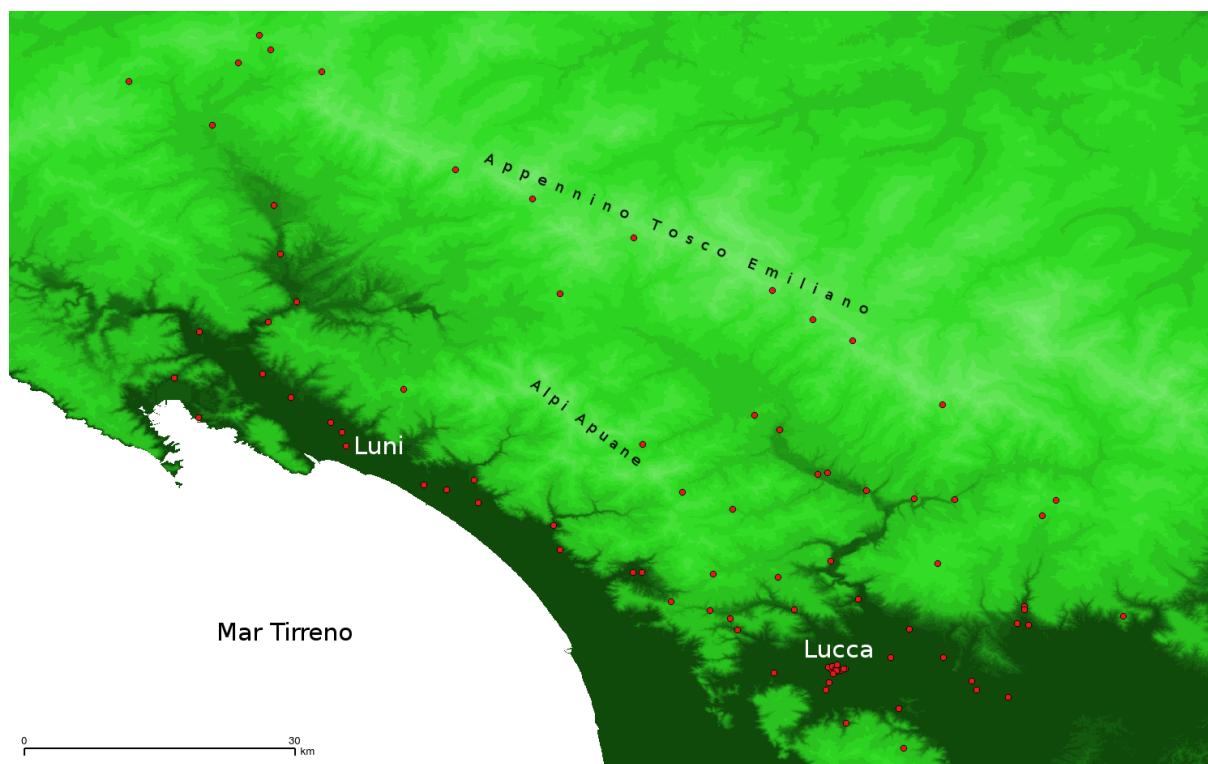 Appennino Tosco Emiliano
Alpi Apuane
Luni
Mar Tirreno
Lucca
0 30
km